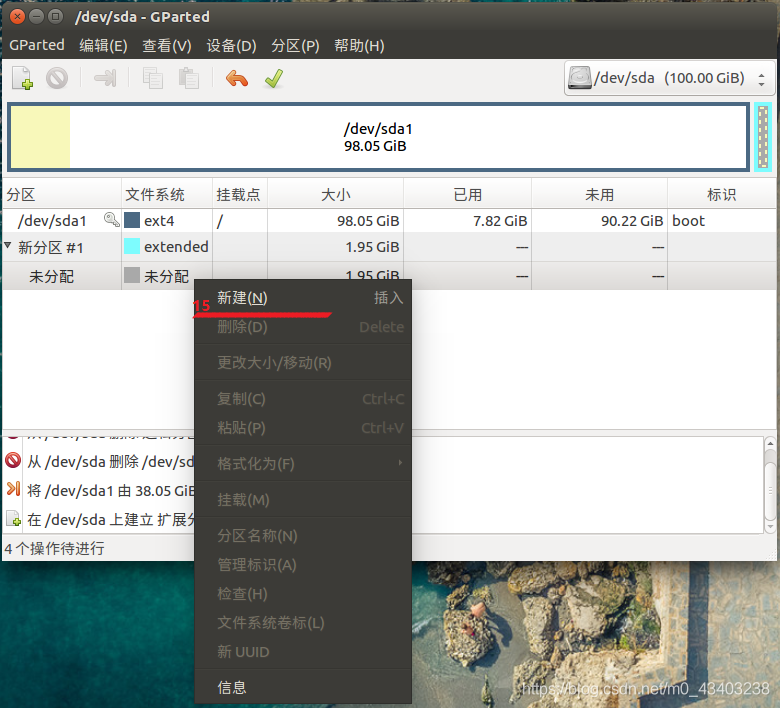 /dev/sda - GParted
GParted 编辑(E) 查看(V) 设备(D) 分区(P) 帮助(H)
/dev/sda (100.00 GiB)
/dev/sda1
98.05 GiB
分区 文件系统 挂载点 大小 已用 未用 标识
/dev/sda1 ext4 / 98.05 GiB 7.82 GiB 90.22 GiB boot
新分区 #1 extended 1.95 GiB --- ---
未分配 未分配 1.95 GiB --- ---
15
新建(N) 插入
删除(D) Delete
更改大小/移动(R)
复制(C) Ctrl+C
粘贴(P) Ctrl+V
格式化为(F)
挂载(M)
分区名称(N)
管理标识(A)
检查(H)
文件系统卷标(L)
新 UUID
信息
从 /dev/sda 删除 /dev/sd
将 /dev/sda1 由 38.05 GiB
在 /dev/sda 上建立 扩展分
4 个操作待进行
https://blog.csdn.net/m0_43403238